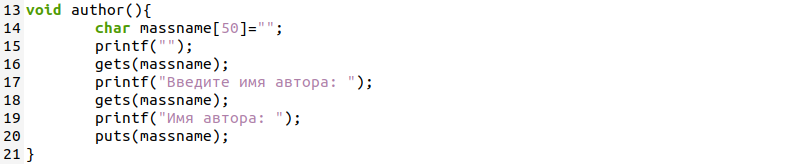 13 void author(){
14         char massname[50]="";
15         printf("");
16         gets(massname);
17         printf("Введите имя автора: ");
18         gets(massname);
19         printf("Имя автора: ");
20         puts(massname);
21 }